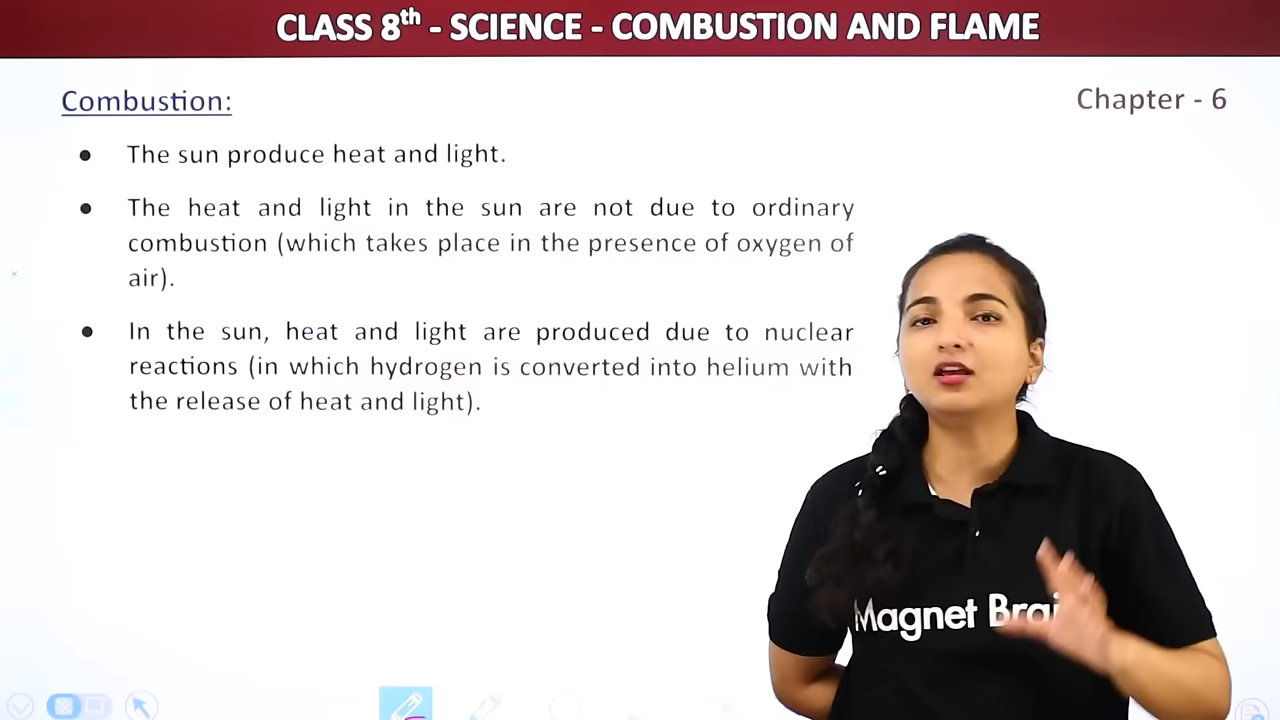 CLASS 8th - SCIENCE - COMBUSTION AND FLAME
Combustion:
Chapter - 6
● The sun produce heat and light.
● The heat and light in the sun are not due to ordinary
combustion (which takes place in the presence of oxygen of
air).
● In the sun, heat and light are produced due to nuclear
reactions (in which hydrogen is converted into helium with
the release of heat and light).
Magnet Brai